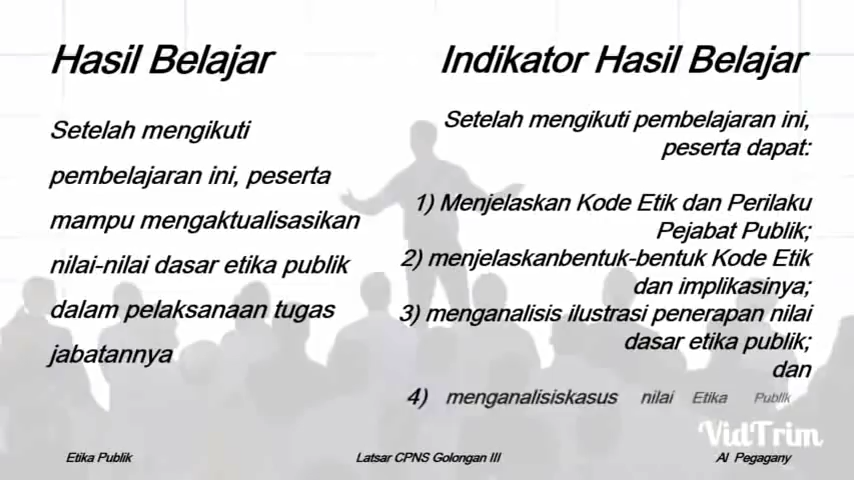 Hasil Belajar
Setelah mengikuti
pembelajaran ini, peserta
mampu mengaktualisasikan
nilai-nilai dasar etika publik
dalam pelaksanaan tugas
jabatannya
Indikator Hasil Belajar
Setelah mengikuti pembelajaran ini,
peserta dapat:
1) Menjelaskan Kode Etik dan Perilaku
Pejabat Publik;
2) menjelaskanbentuk-bentuk Kode Etik
dan implikasinya;
3) menganalisis ilustrasi penerapan nilai
dasar etika publik;
dan
4) menganalisiskasus nilai Etika Publik
VidTrim
Etika Publik
Latsar CPNS Golongan III
AI Pegagany